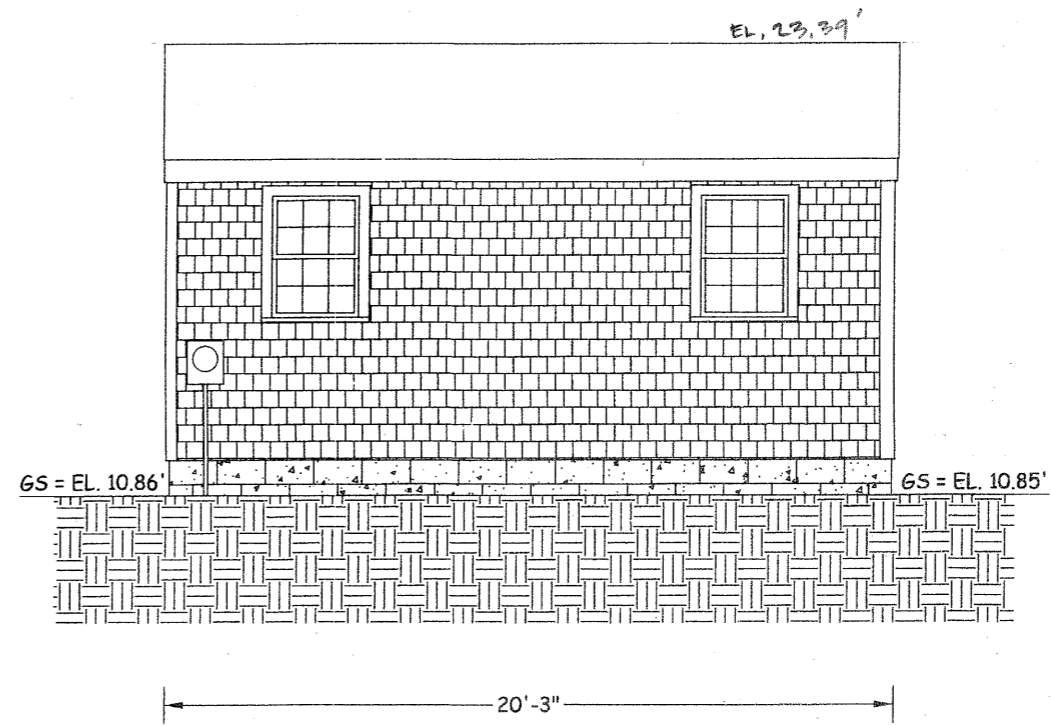 EL. 23.39'
GS = EL. 10.86'
GS = EL. 10.85'
20'-3"